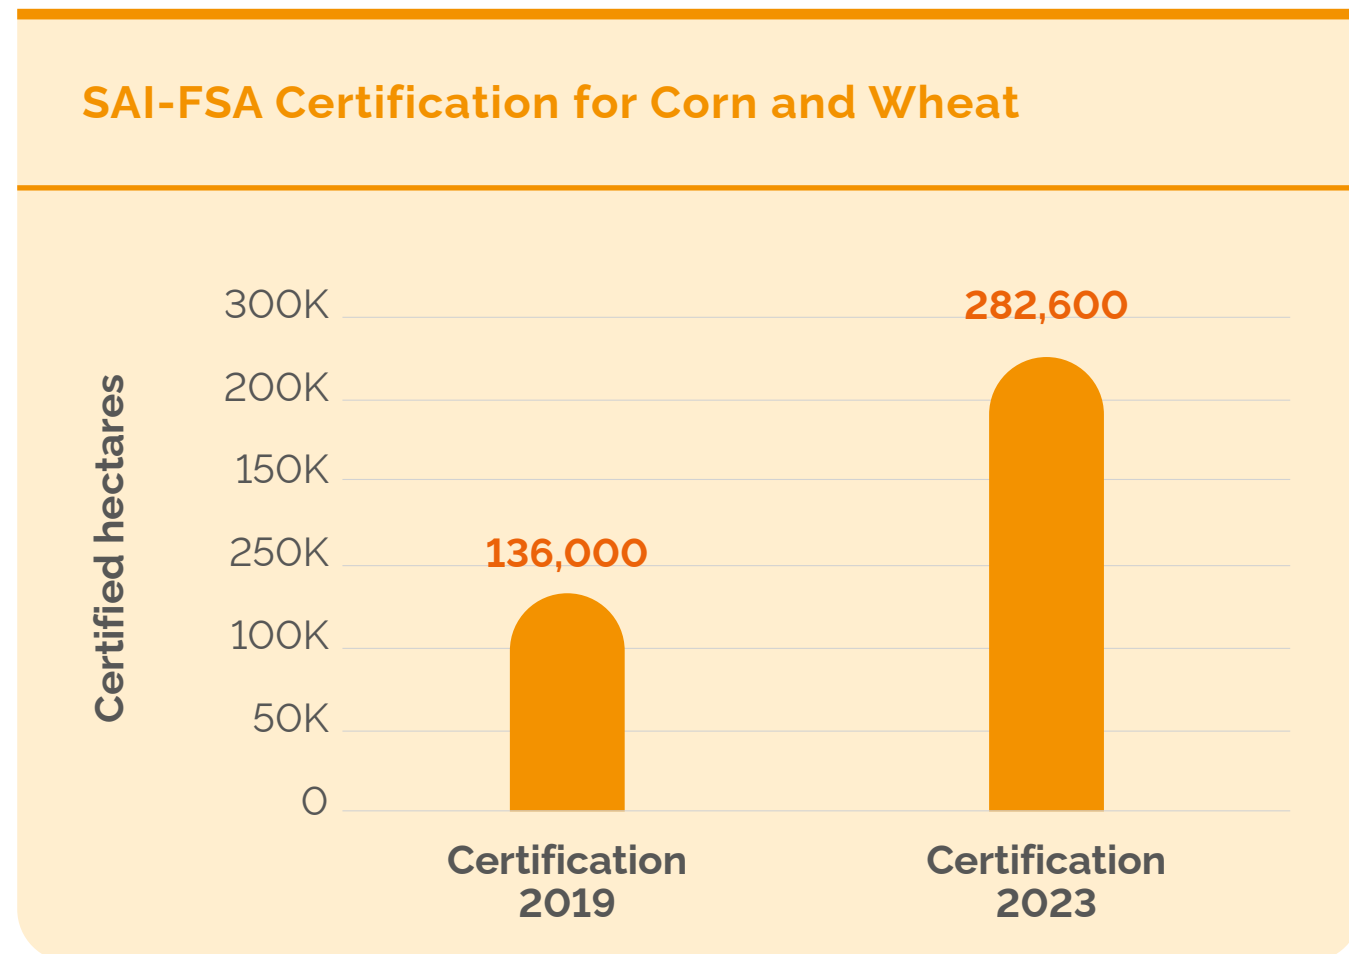 SAI-FSA Certification for Corn and Wheat
300K
282,600
200K
150K
250K
136,000
100K
50K
0
Certified hectares
Certification
2019
Certification
2023